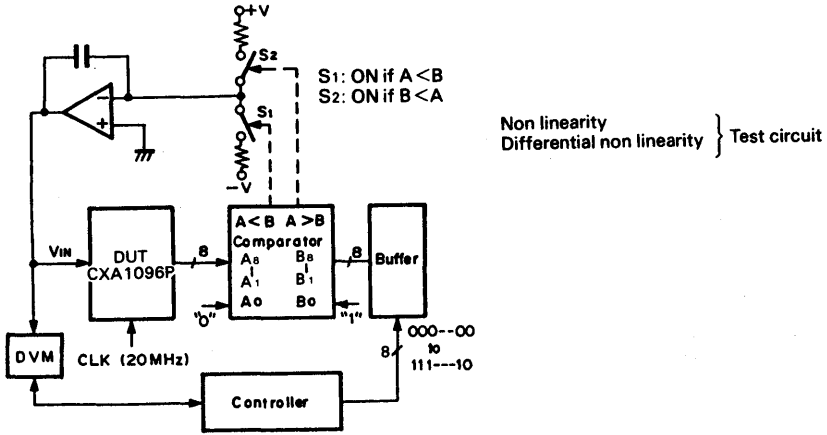 +V
S2
S1: ON if A<B
S2: ON if B<A
−
+
S1
−V
Non linearity
Differential non linearity
Test circuit
A<B A>B
Comparator
A8 B8
A1 B1
A0 B0
VIN
DUT
CXA1096P
8
8
Buffer
"0"
"1"
DVM
CLK (20MHz)
8
000--00
to
111---10
Controller